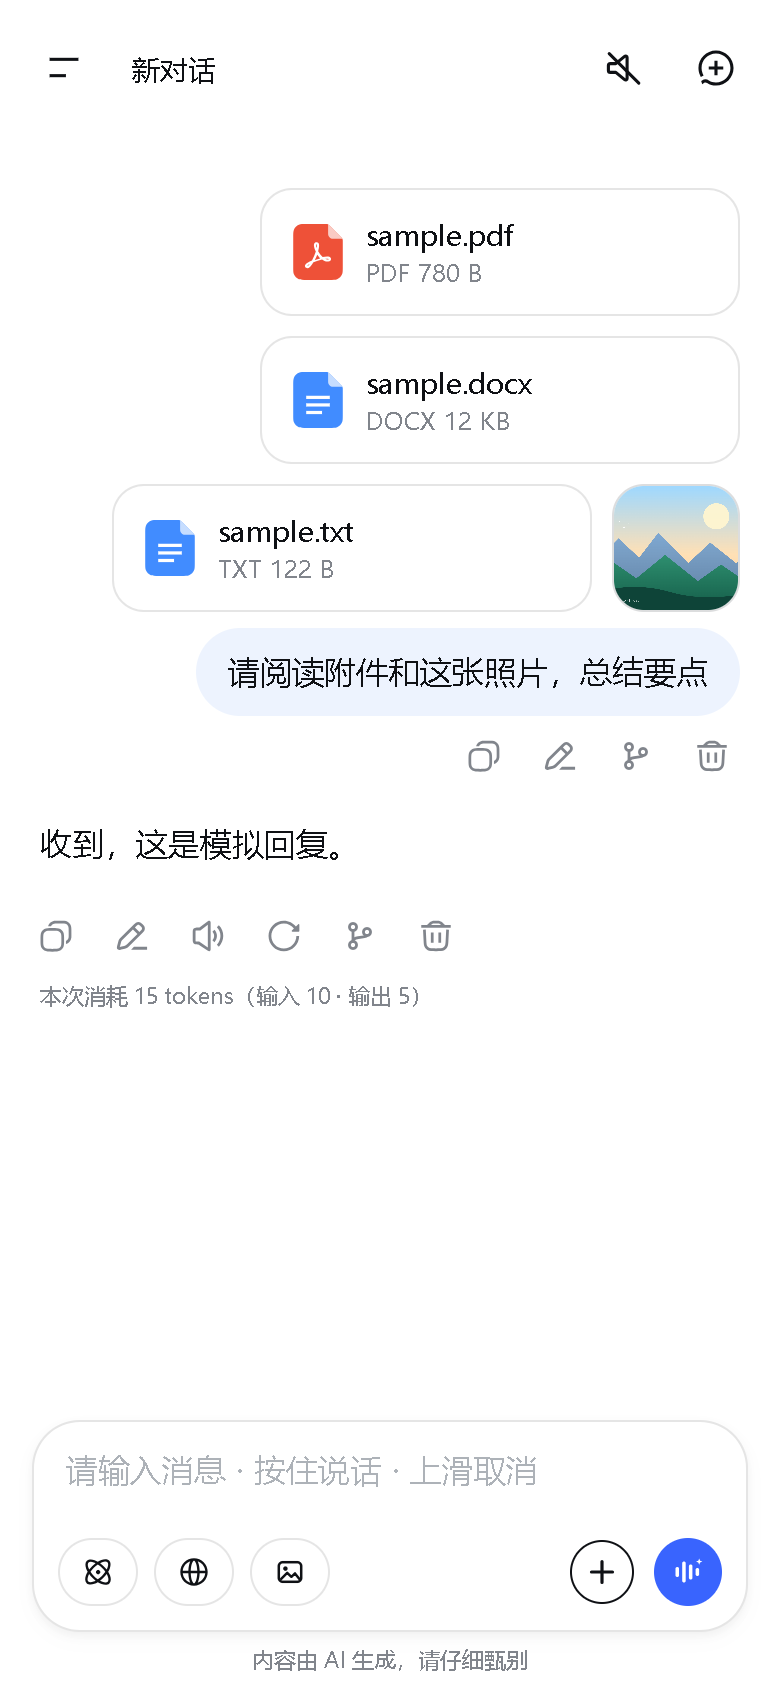 新对话
sample.pdf
PDF 780 B
sample.docx
DOCX 12 KB
sample.txt
TXT 122 B
请阅读附件和这张照片，总结要点
收到，这是模拟回复。
本次消耗 15 tokens（输入 10 · 输出 5）
请输入消息 · 按住说话 · 上滑取消
内容由 AI 生成，请仔细甄别